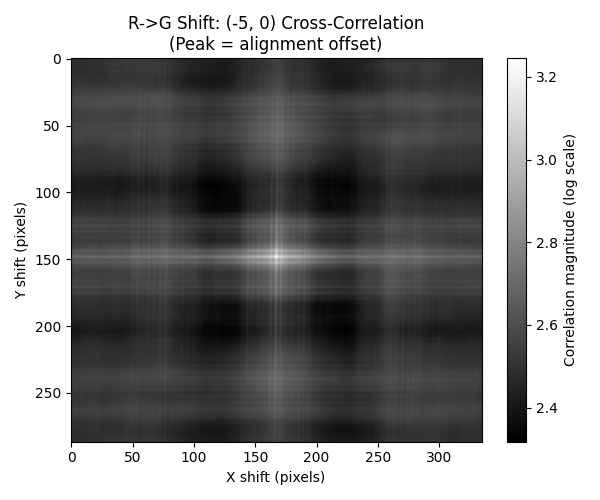 R->G Shift: (-5, 0) Cross-Correlation
(Peak = alignment offset)
0
50
100
150
200
250
Y shift (pixels)
0 50 100 150 200 250 300
X shift (pixels)
3.2
3.0
2.8
2.6
2.4
Correlation magnitude (log scale)